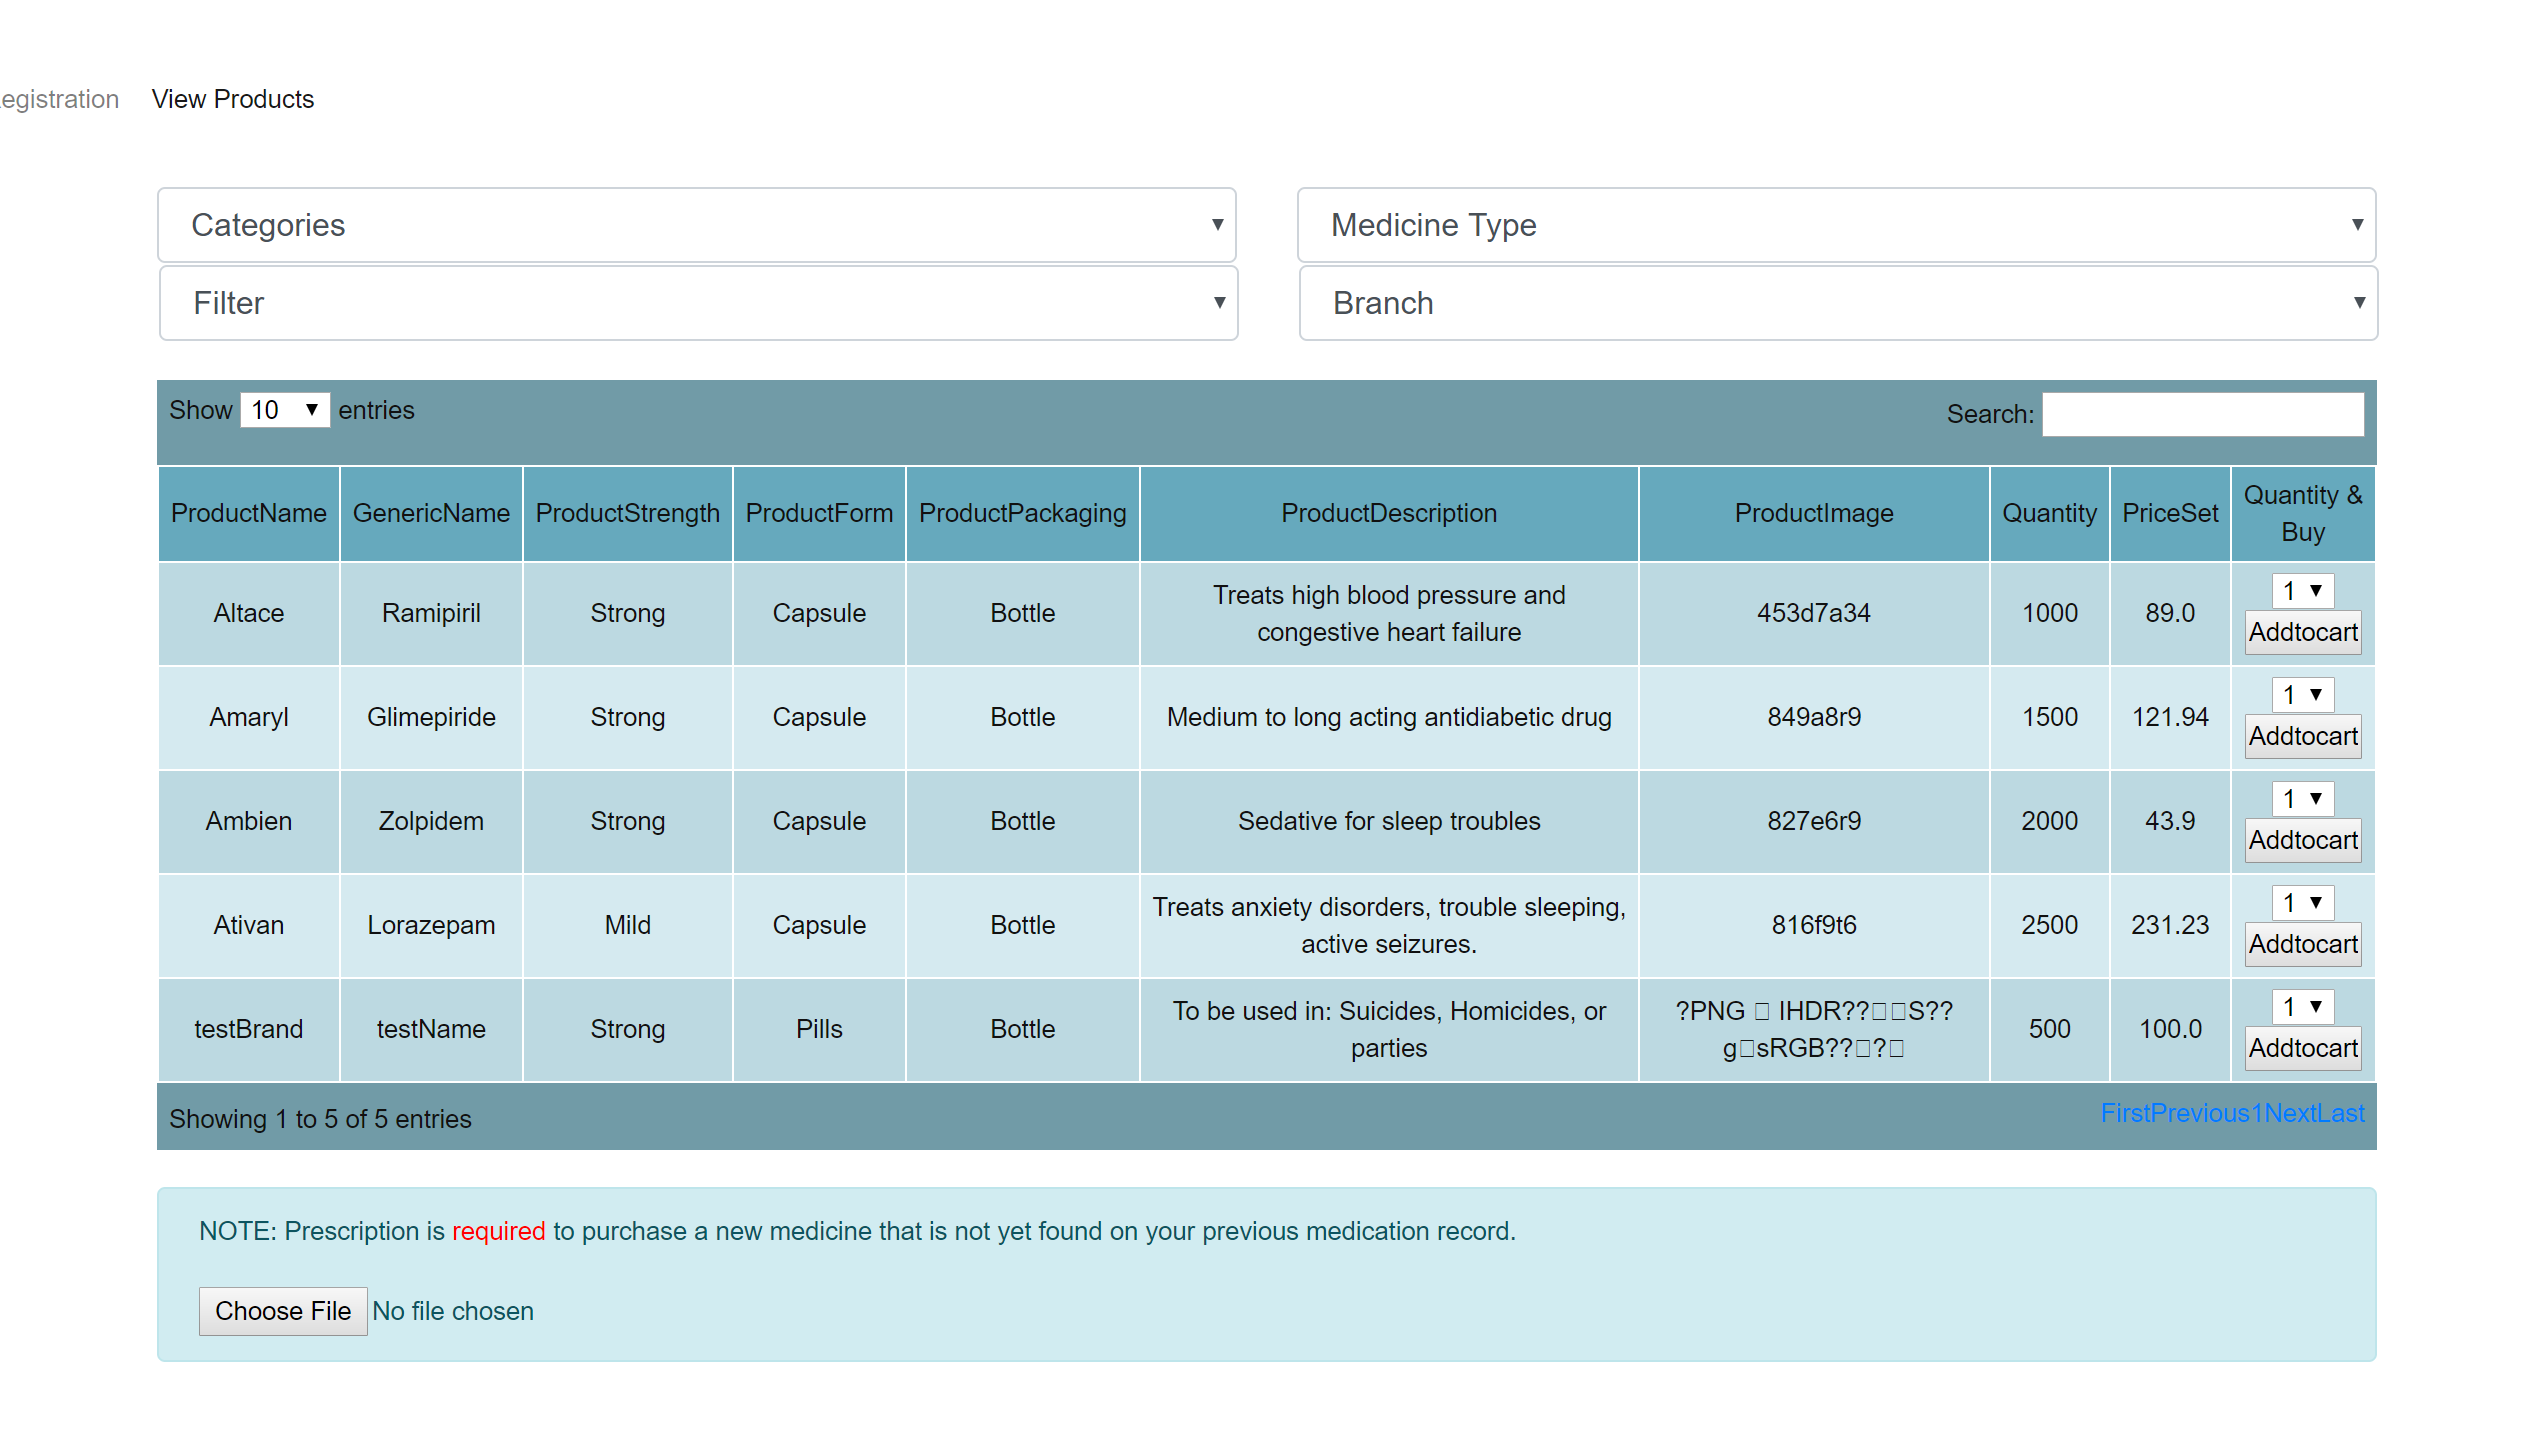 egistration View Products
Categories Medicine Type
Filter Branch
Show 10 entries Search:
ProductName GenericName ProductStrength ProductForm ProductPackaging ProductDescription ProductImage Quantity PriceSet Quantity &
Buy
Altace Ramipiril Strong Capsule Bottle Treats high blood pressure and
congestive heart failure 453d7a34 1000 89.0 1
Addtocart
Amaryl Glimepiride Strong Capsule Bottle Medium to long acting antidiabetic drug 849a8r9 1500 121.94 1
Addtocart
Ambien Zolpidem Strong Capsule Bottle Sedative for sleep troubles 827e6r9 2000 43.9 1
Addtocart
Ativan Lorazepam Mild Capsule Bottle Treats anxiety disorders, trouble sleeping,
active seizures. 816f9t6 2500 231.23 1
Addtocart
testBrand testName Strong Pills Bottle To be used in: Suicides, Homicides, or
parties ?PNG □ IHDR??□□S??
g□sRGB??□?□ 500 100.0 1
Addtocart
Showing 1 to 5 of 5 entries FirstPrevious1NextLast
NOTE: Prescription is required to purchase a new medicine that is not yet found on your previous medication record.
Choose File No file chosen